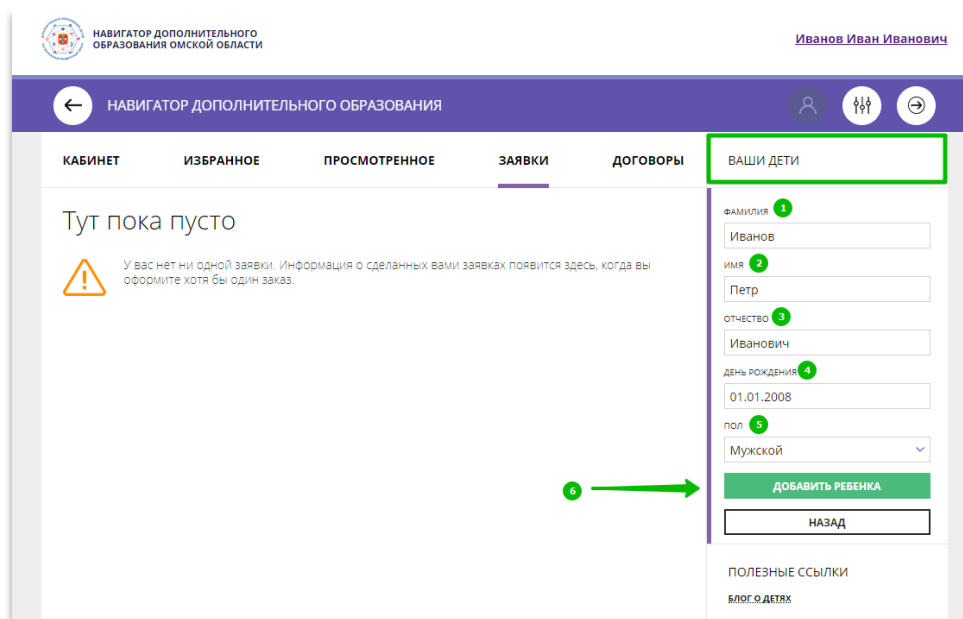 НАВИГАТОР ДОПОЛНИТЕЛЬНОГО
ОБРАЗОВАНИЯ ОМСКОЙ ОБЛАСТИ
Иванов Иван Иванович
НАВИГАТОР ДОПОЛНИТЕЛЬНОГО ОБРАЗОВАНИЯ
КАБИНЕТ ИЗБРАННОЕ ПРОСМОТРЕННОЕ ЗАЯВКИ ДОГОВОРЫ
Тут пока пусто
У вас нет ни одной заявки. Информация о сделанных вами заявках появится здесь, когда вы
оформите хотя бы один заказ.
ВАШИ ДЕТИ
ФАМИЛИЯ 1
Иванов
ИМЯ 2
Петр
ОТЧЕСТВО 3
Иванович
ДЕНЬ РОЖДЕНИЯ 4
01.01.2008
ПОЛ 5
Мужской
6
ДОБАВИТЬ РЕБЕНКА
НАЗАД
ПОЛЕЗНЫЕ ССЫЛКИ
БЛОГ О ДЕТЯХ